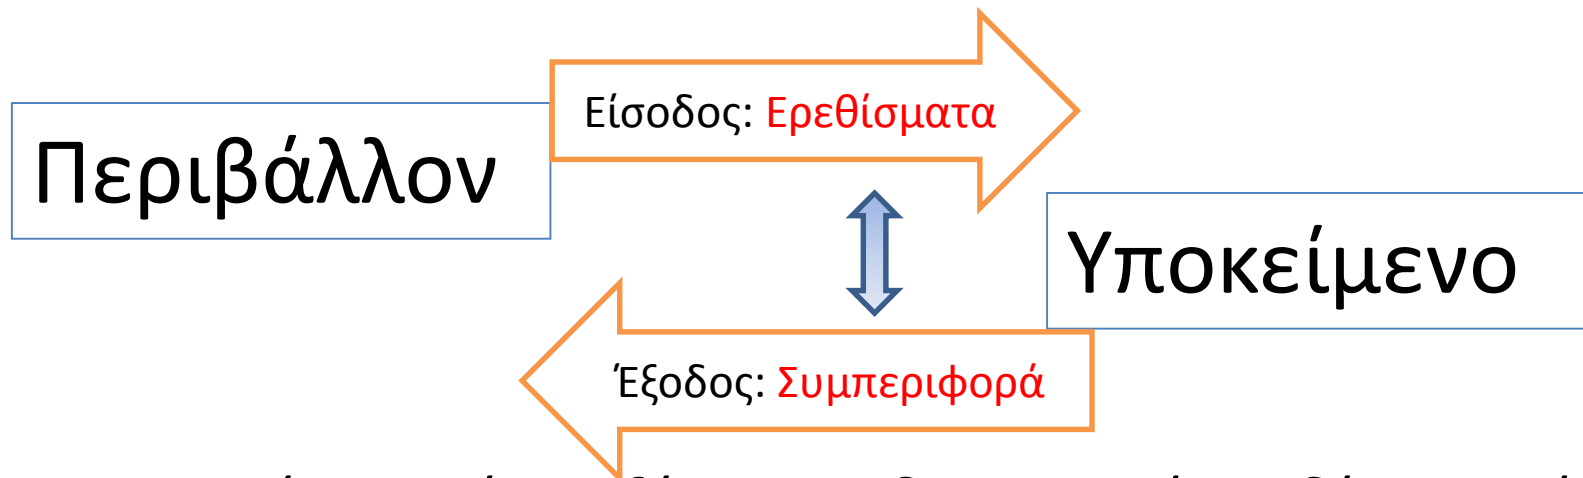 Είσοδος: Ερεθίσματα
Περιβάλλον
Υποκείμενο
Έξοδος: Συμπεριφορά